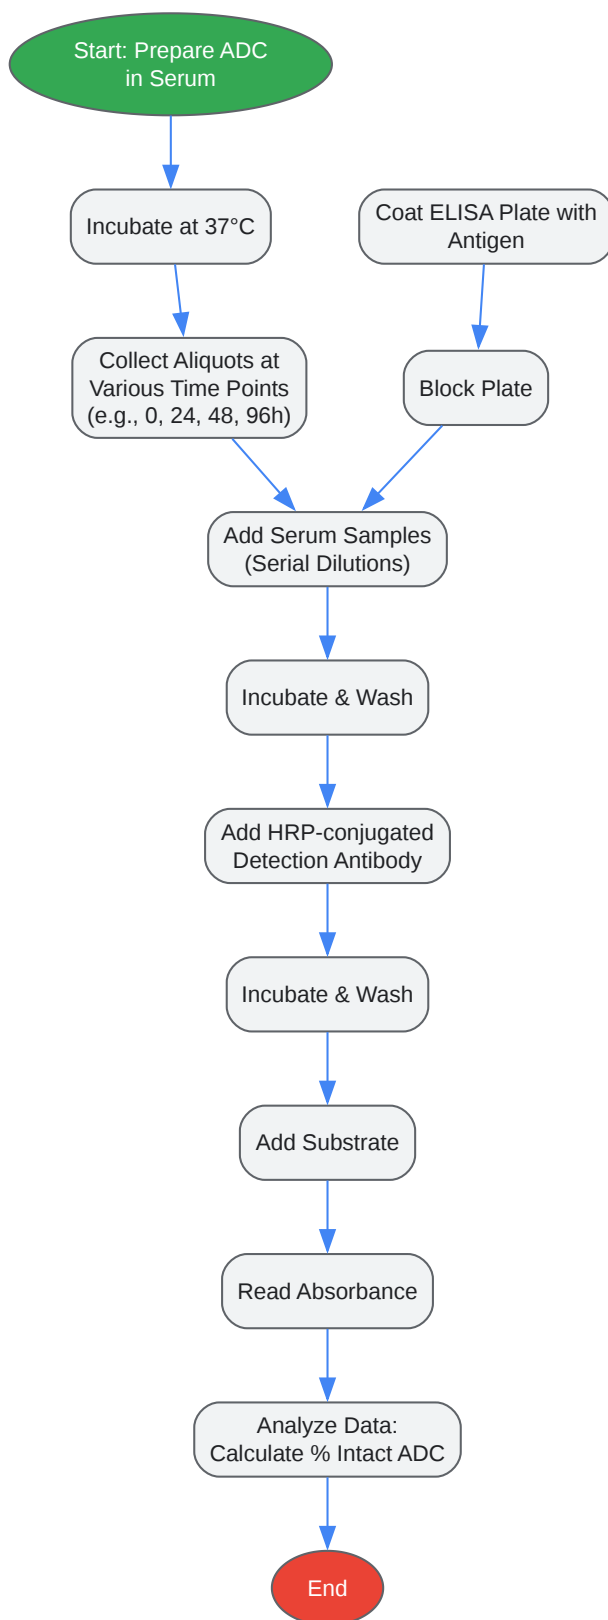 Start: Prepare ADC
in Serum
Incubate at 37°C
Coat ELISA Plate with
Antigen
Collect Aliquots at
Various Time Points
(e.g., 0, 24, 48, 96h)
Block Plate
Add Serum Samples
(Serial Dilutions)
Incubate & Wash
Add HRP-conjugated
Detection Antibody
Incubate & Wash
Add Substrate
Read Absorbance
Analyze Data:
Calculate % Intact ADC
End